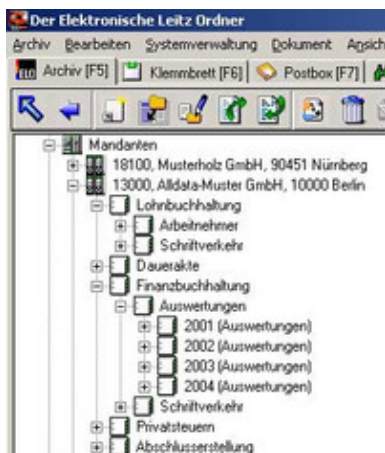 Der Elektronische Leitz Ordner
Archiv Bearbeiten Systemverwaltung Dokument Ansich
Archiv [F5] Klemmbrett [F6] Postbox [F7]
Mandanten
18100, Musterholz GmbH, 90451 Nürnberg
13000, Alldata-Muster GmbH, 10000 Berlin
Lohnbuchhaltung
Arbeitnehmer
Schriftverkehr
Dauerakte
Finanzbuchhaltung
Auswertungen
2001 (Auswertungen)
2002 (Auswertungen)
2003 (Auswertungen)
2004 (Auswertungen)
Schriftverkehr
Privatsteuern
Abschlusserstellung